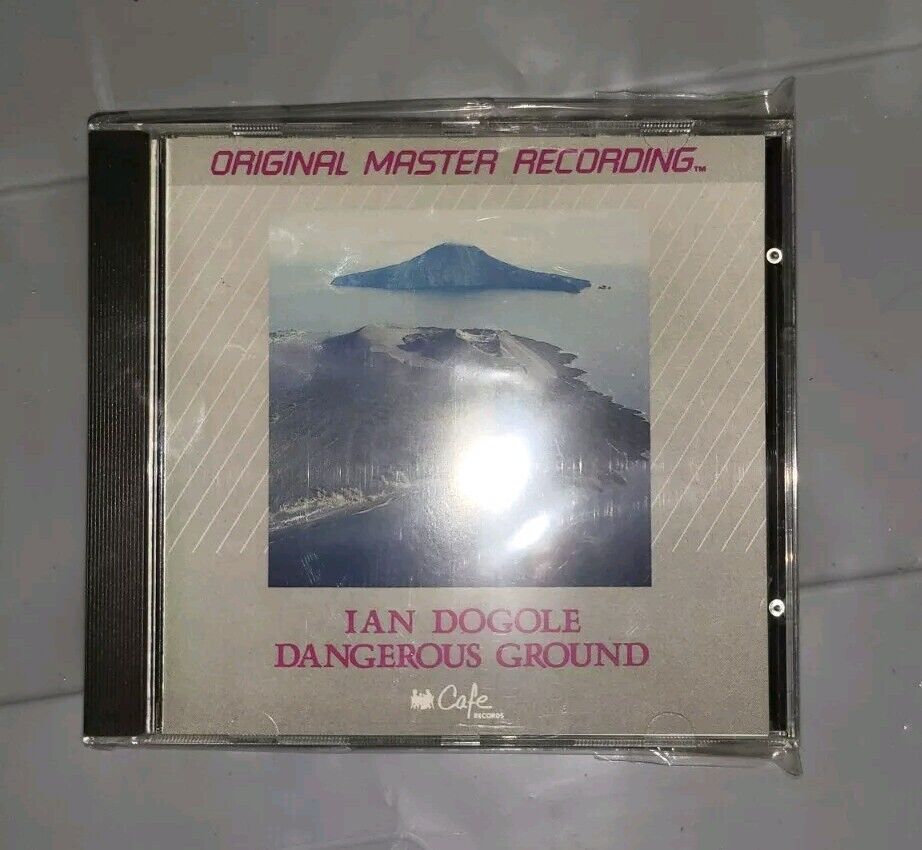 ORIGINAL MASTER RECORDING™
IAN DOGOLE
DANGEROUS GROUND
Cafe
RECORDS